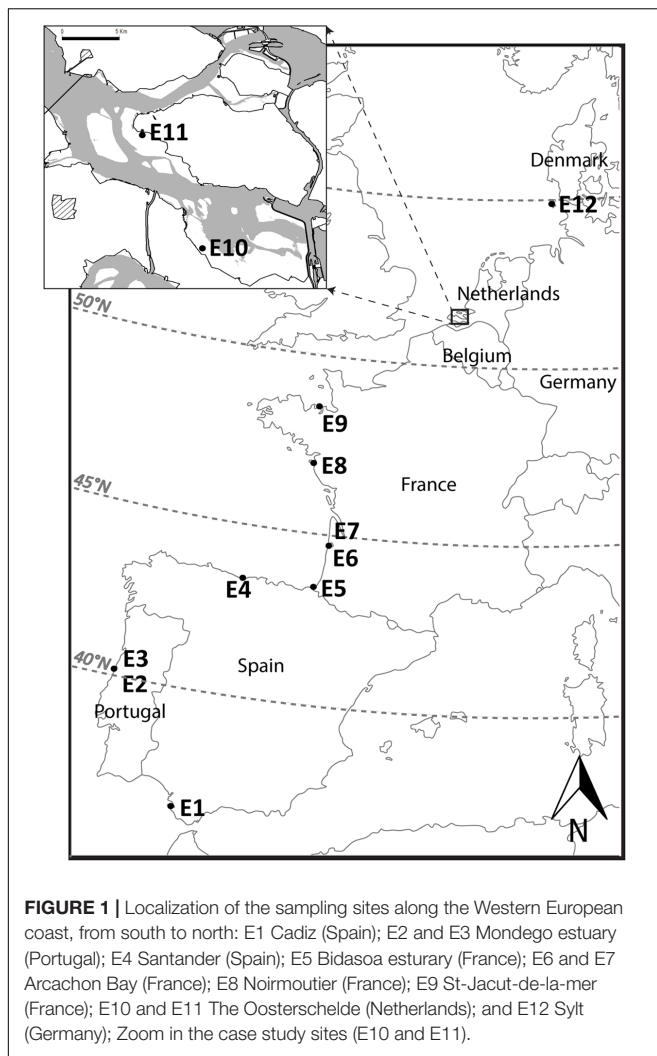 0 5 Km
E11
E10
Denmark
E12
Netherlands
50°N
Belgium
Germany
E9
E8
France
45°N
E7
E6
E4
E5
40°N
E3
Spain
E2
Portugal
E1
N
FIGURE 1 | Localization of the sampling sites along the Western European
coast, from south to north: E1 Cadiz (Spain); E2 and E3 Mondego estuary
(Portugal); E4 Santander (Spain); E5 Bidasoa esturary (France); E6 and E7
Arcachon Bay (France); E8 Noirmoutier (France); E9 St-Jacut-de-la-mer
(France); E10 and E11 The Oosterschelde (Netherlands); and E12 Sylt
(Germany); Zoom in the case study sites (E10 and E11).